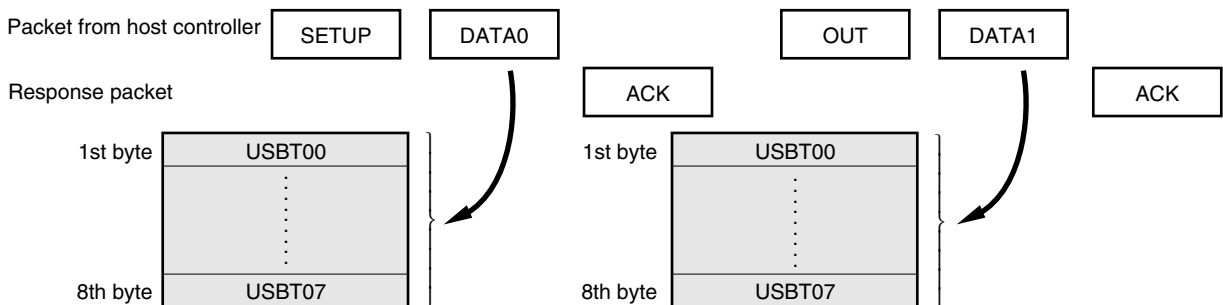 Packet from host controller SETUP DATA0 OUT DATA1
Response packet ACK ACK
1st byte USBT00 1st byte USBT00
8th byte USBT07 8th byte USBT07